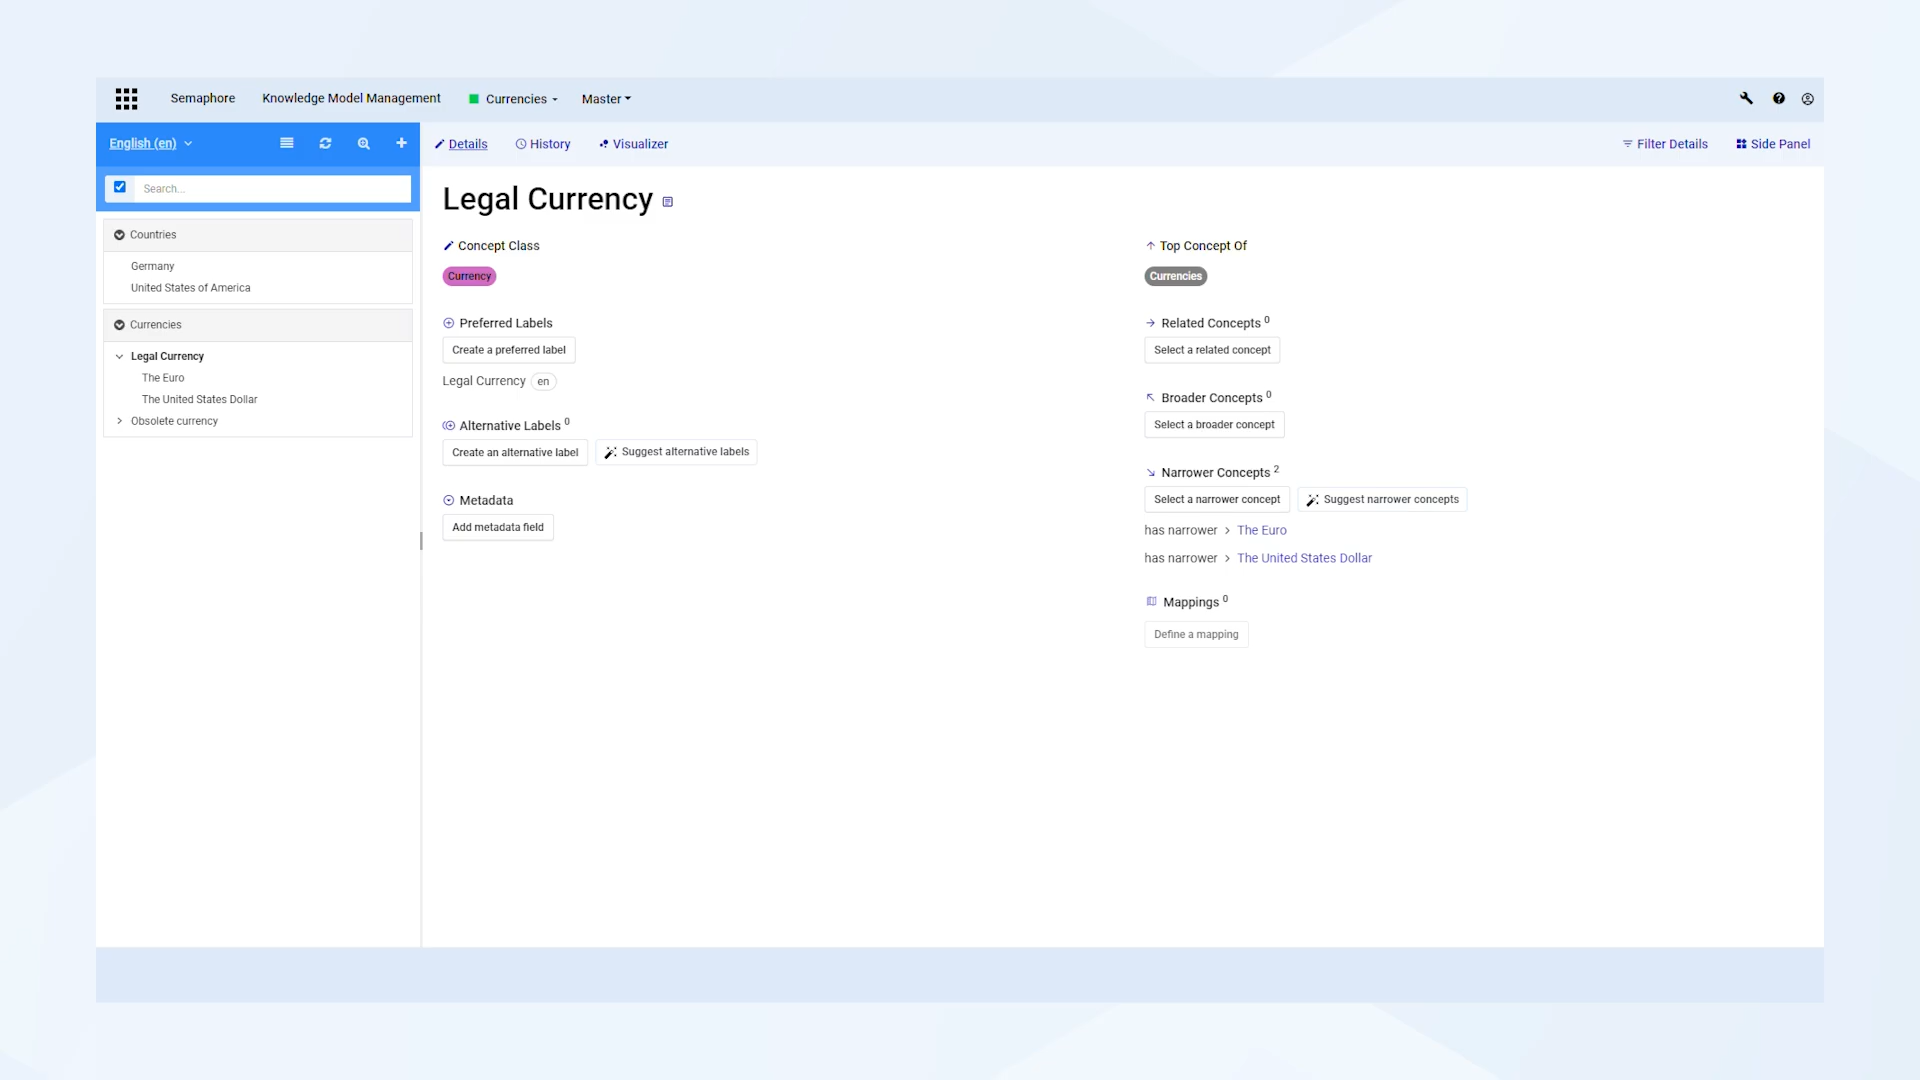 Semaphore Knowledge Model Management Currencies Master
English (en)
Details History Visualizer Filter Details Side Panel
Search...
Countries
Germany
United States of America
Currencies
Legal Currency
The Euro
The United States Dollar
Obsolete currency
Legal Currency
Concept Class
Currency
Preferred Labels
Create a preferred label
Legal Currency en
Alternative Labels 0
Create an alternative label Suggest alternative labels
Metadata
Add metadata field
Top Concept Of
Currencies
Related Concepts 0
Select a related concept
Broader Concepts 0
Select a broader concept
Narrower Concepts 2
Select a narrower concept Suggest narrower concepts
has narrower > The Euro
has narrower > The United States Dollar
Mappings 0
Define a mapping